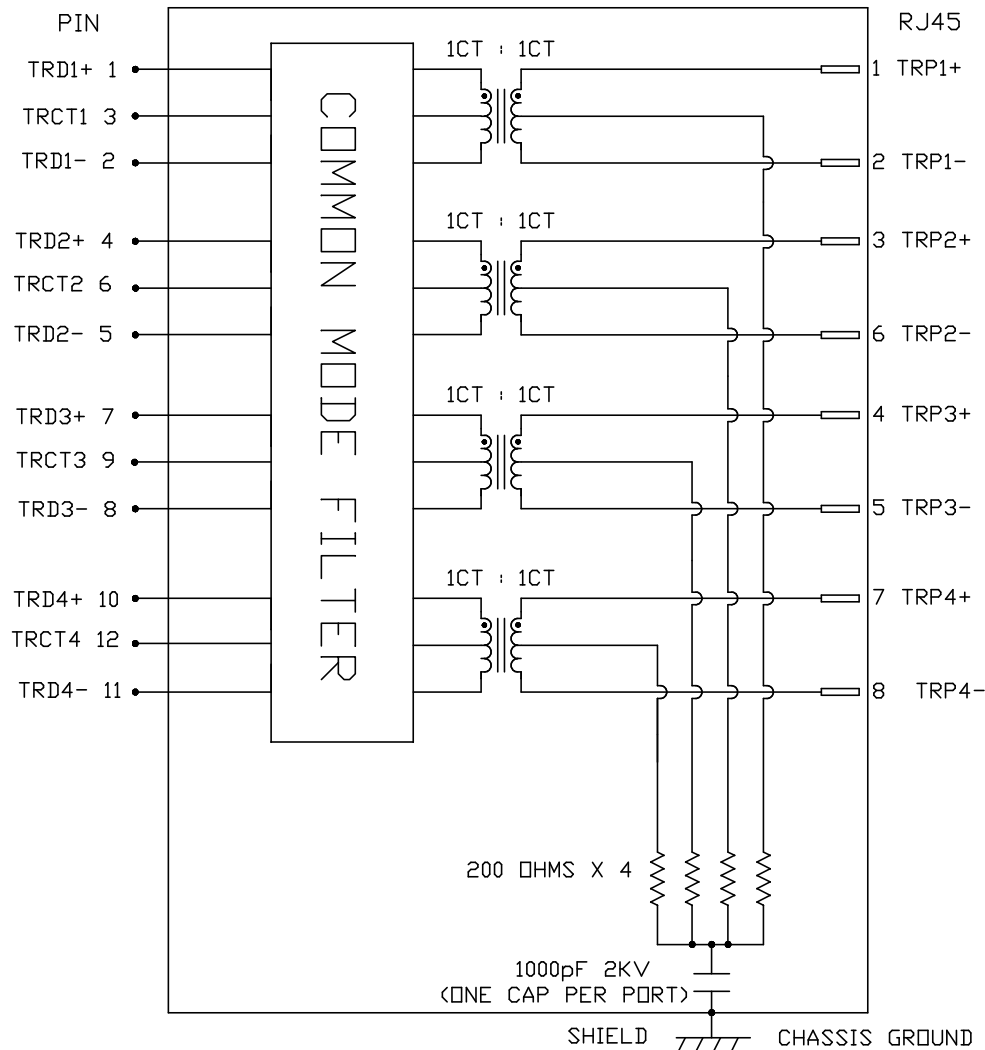 PIN
RJ45
1CT : 1CT
TRD1+ 1
1 TRP1+
TRCT1 3
TRD1- 2
2 TRP1-
COMMON MODE FILTER
1CT : 1CT
TRD2+ 4
3 TRP2+
TRCT2 6
TRD2- 5
6 TRP2-
1CT : 1CT
TRD3+ 7
4 TRP3+
TRCT3 9
TRD3- 8
5 TRP3-
1CT : 1CT
TRD4+ 10
7 TRP4+
TRCT4 12
TRD4- 11
8 TRP4-
200 OHMS X 4
1000pF 2KV
(ONE CAP PER PORT)
SHIELD
CHASSIS GROUND